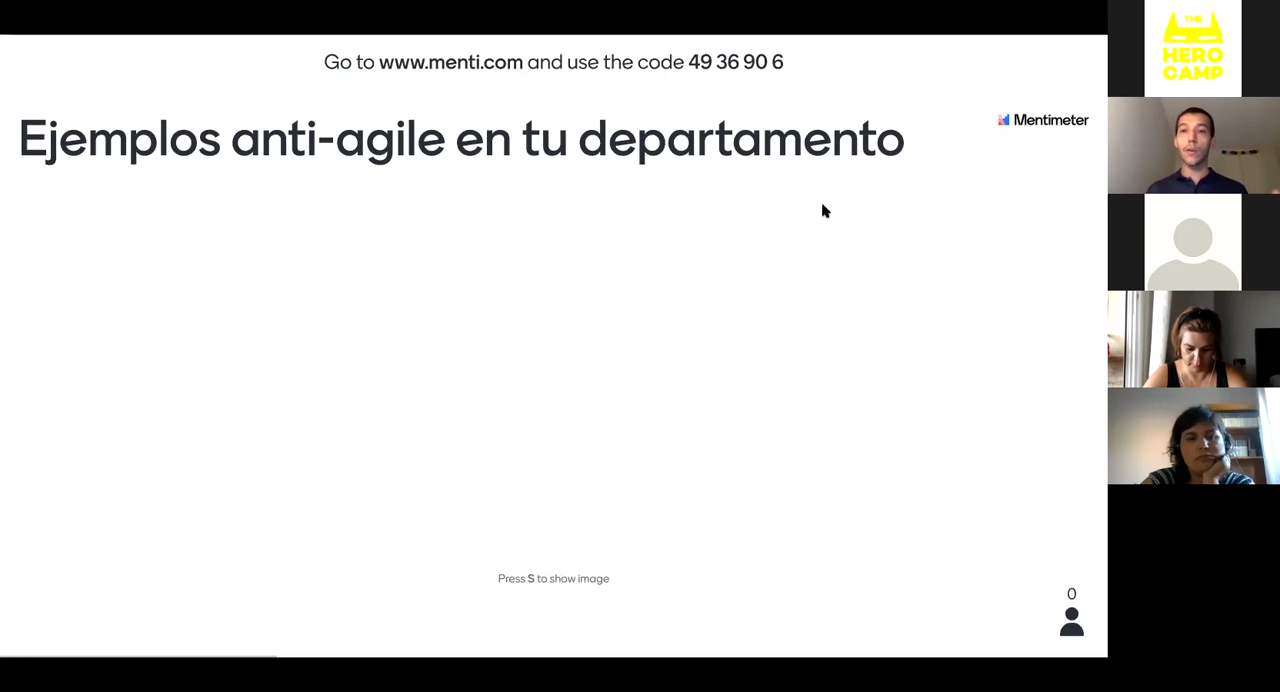 Go to www.menti.com and use the code 49 36 90 6
Ejemplos anti-agile en tu departamento
Mentimeter
Press S to show image
0
THE
HERO
CAMP